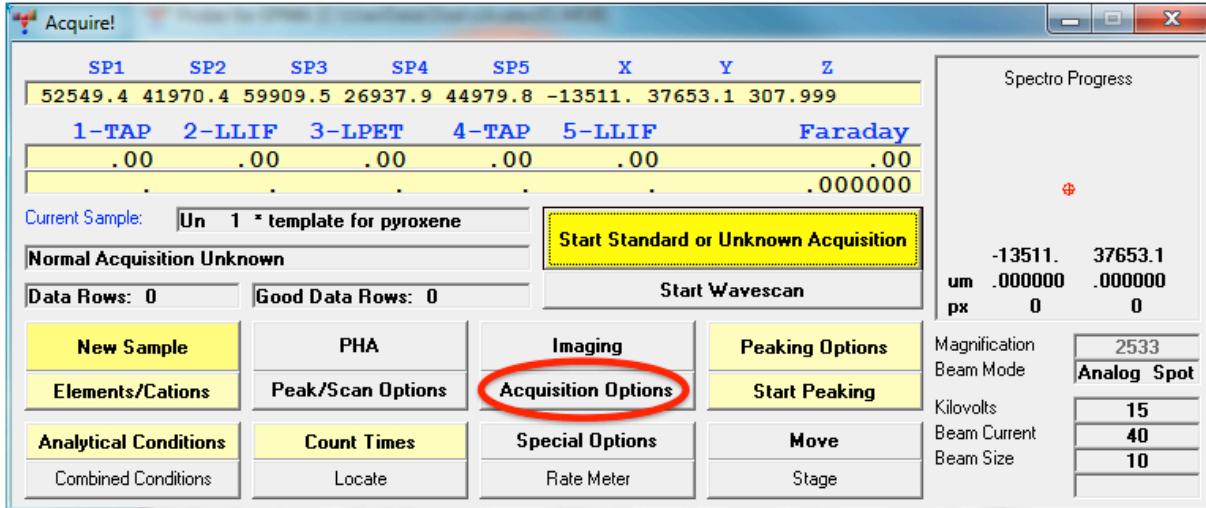 Acquire!
SP1 SP2 SP3 SP4 SP5 X Y Z
52549.4 41970.4 59909.5 26937.9 44979.8 -13511. 37653.1 307.999
1-TAP 2-LLIF 3-LPET 4-TAP 5-LLIF Faraday
.00 .00 .00 .00 .00 .00
. . . . . .000000
Current Sample: Un 1 * template for pyroxene
Normal Acquisition Unknown
Data Rows: 0 Good Data Rows: 0
Start Standard or Unknown Acquisition
Start Wavescan
New Sample PHA Imaging Peaking Options
Elements/Cations Peak/Scan Options Acquisition Options Start Peaking
Analytical Conditions Count Times Special Options Move
Combined Conditions Locate Rate Meter Stage
Spectro Progress
-13511. 37653.1
um .000000 .000000
px 0 0
Magnification 2533
Beam Mode Analog Spot
Kilovolts 15
Beam Current 40
Beam Size 10